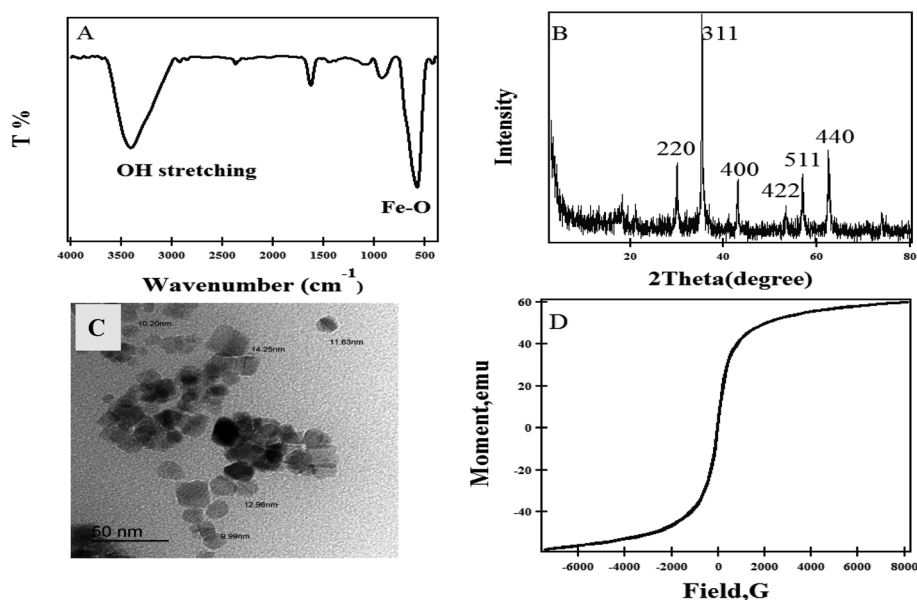 A
T %
OH stretching
Fe-O
4000 3500 3000 2500 2000 1500 1000 500
Wavenumber (cm-1)
B
Intensity
311
220
400
422
511
440
20 40 60 80
2Theta(degree)
C
10.20nm
14.25nm
11.63nm
12.96nm
9.99nm
50 nm
D
Moment,emu
60
40
20
0
-20
-40
-6000 -4000 -2000 0 2000 4000 6000 8000
Field,G